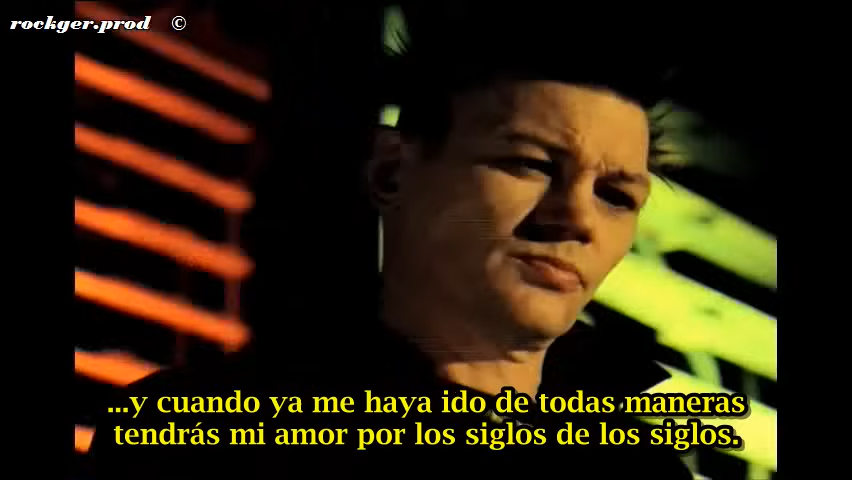 rockger.prod ©
...y cuando ya me haya ido de todas maneras
tendrás mi amor por los siglos de los siglos.